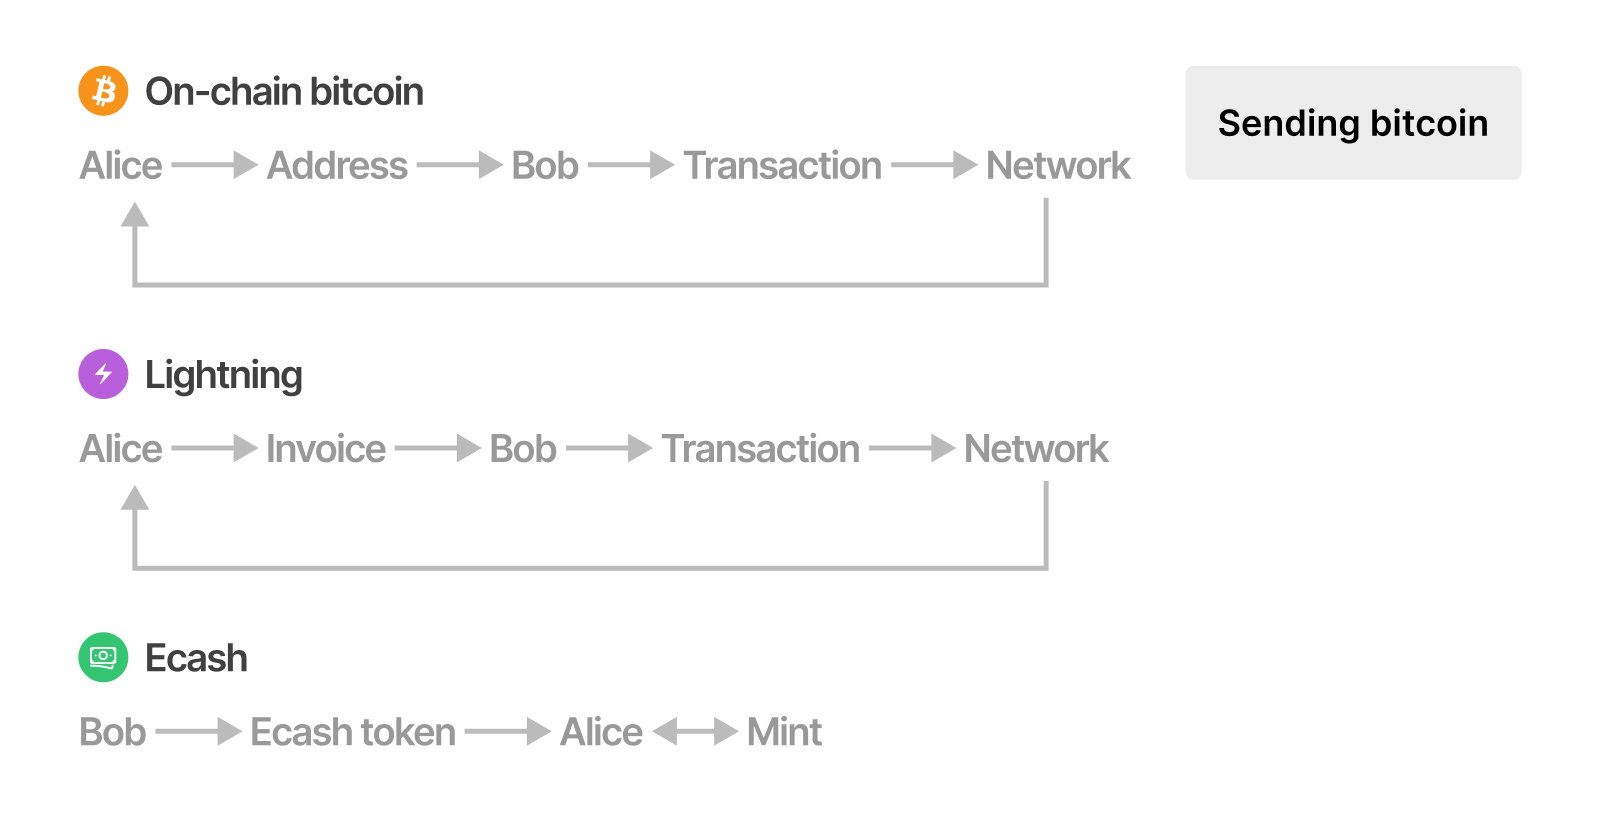 On-chain bitcoin
Sending bitcoin
Alice Address Bob Transaction Network
Lightning
Alice Invoice Bob Transaction Network
Ecash
Bob Ecash token Alice Mint